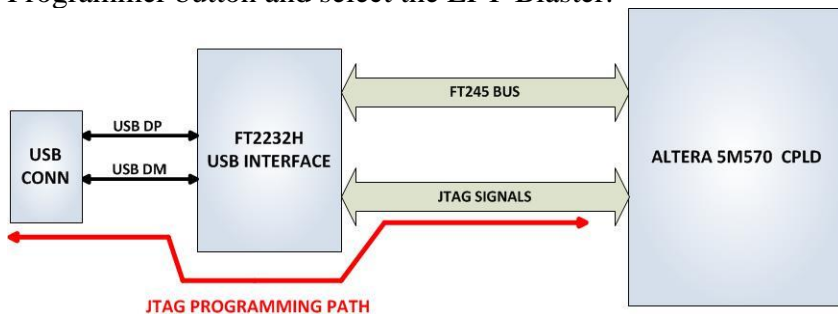 Programmer button and select the EPT Blaster.
USB
CONN
USB DP
USB DM
FT2232H
USB INTERFACE
FT245 BUS
JTAG SIGNALS
ALTERA 5M570 CPLD
JTAG PROGRAMMING PATH